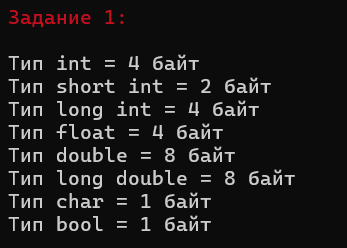 Задание 1:
Тип int = 4 байт
Тип short int = 2 байт
Тип long int = 4 байт
Тип float = 4 байт
Тип double = 8 байт
Тип long double = 8 байт
Тип char = 1 байт
Тип bool = 1 байт